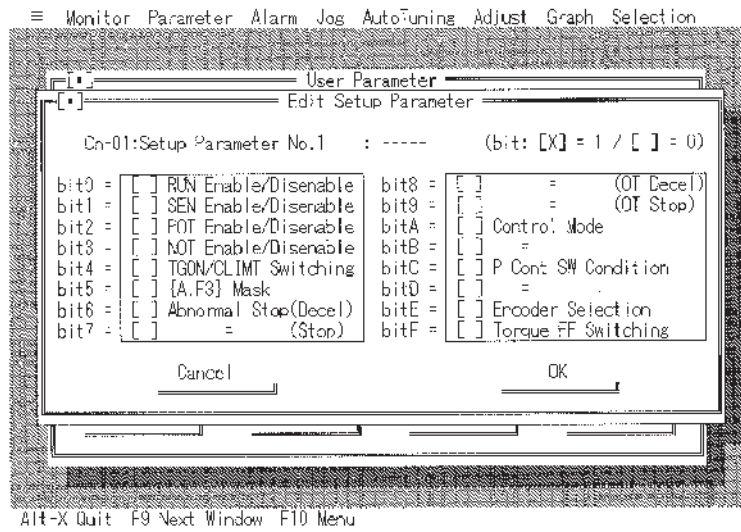 ≡ Monitor Parameter Alarm Jog AutoTuning Adjust Graph Selection
[▪] User Parameter
[▪] Edit Setup Parameter
Cn-01:Setup Parameter No.1 : ----- (bit: [X] = 1 / [ ] = 0)
bit0 = [ ] RUN Enable/Disenable
bit1 = [ ] SEN Enable/Disenable
bit2 = [ ] POT Enable/Disenable
bit3 = [ ] NOT Enable/Disenable
bit4 = [ ] TGON/CLIMT Switching
bit5 = [ ] {A.F3} Mask
bit6 = [ ] Abnormal Stop(Decel)
bit7 = [ ] = (Stop)
bit8 = [ ] = (OT Decel)
bit9 = [ ] = (OT Stop)
bitA = [ ] Control Mode
bitB = [ ] =
bitC = [ ] P Cont SW Condition
bitD = [ ] =
bitE = [ ] Encoder Selection
bitF = [ ] Torque FF Switching
Cancel OK
Alt-X Quit F9 Next Window F10 Menu